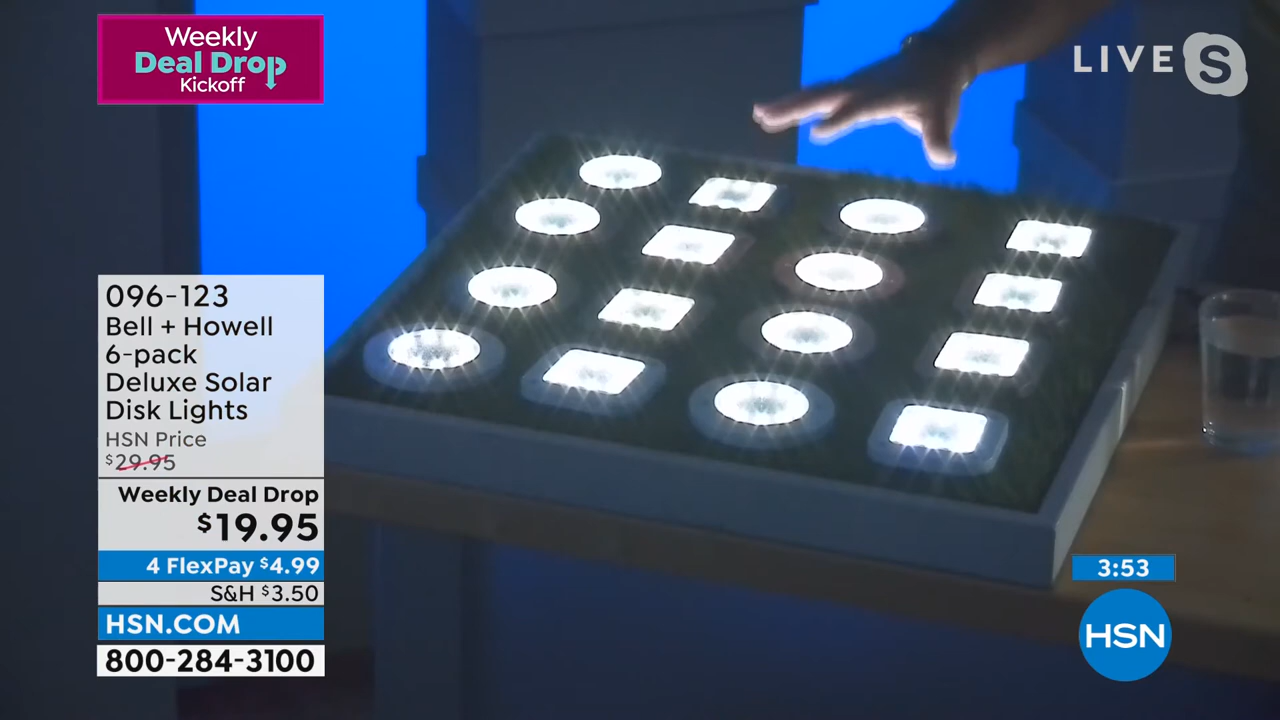 Weekly
Deal Drop
Kickoff
LIVE S
096-123
Bell + Howell
6-pack
Deluxe Solar
Disk Lights
HSN Price
$29.95
Weekly Deal Drop
$19.95
4 FlexPay $4.99
S&H $3.50
HSN.COM
800-284-3100
3:53
HSN